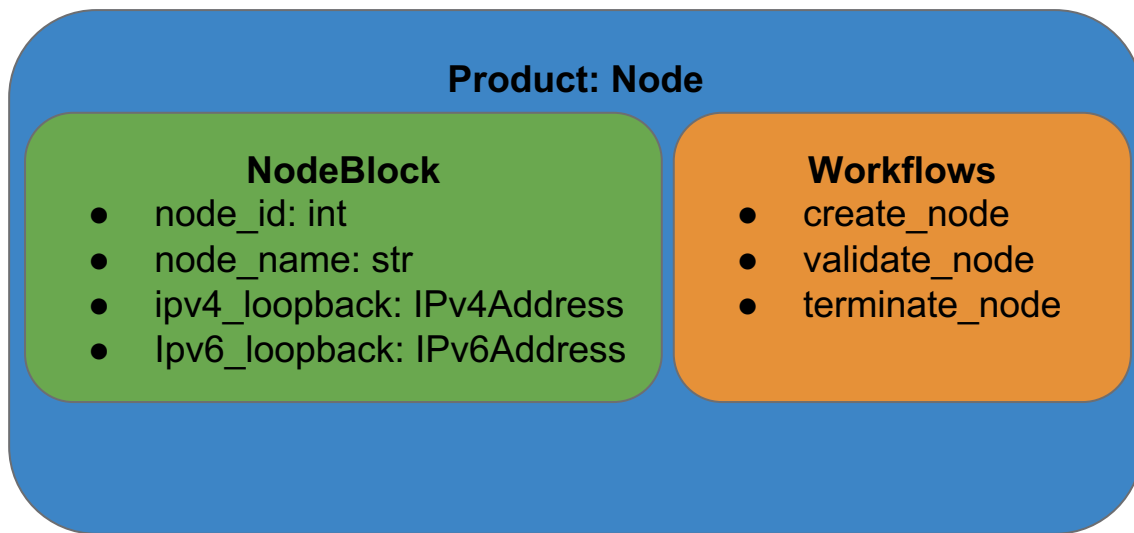 Product: Node
NodeBlock
● node_id: int
● node_name: str
● ipv4_loopback: IPv4Address
● Ipv6_loopback: IPv6Address
Workflows
● create_node
● validate_node
● terminate_node